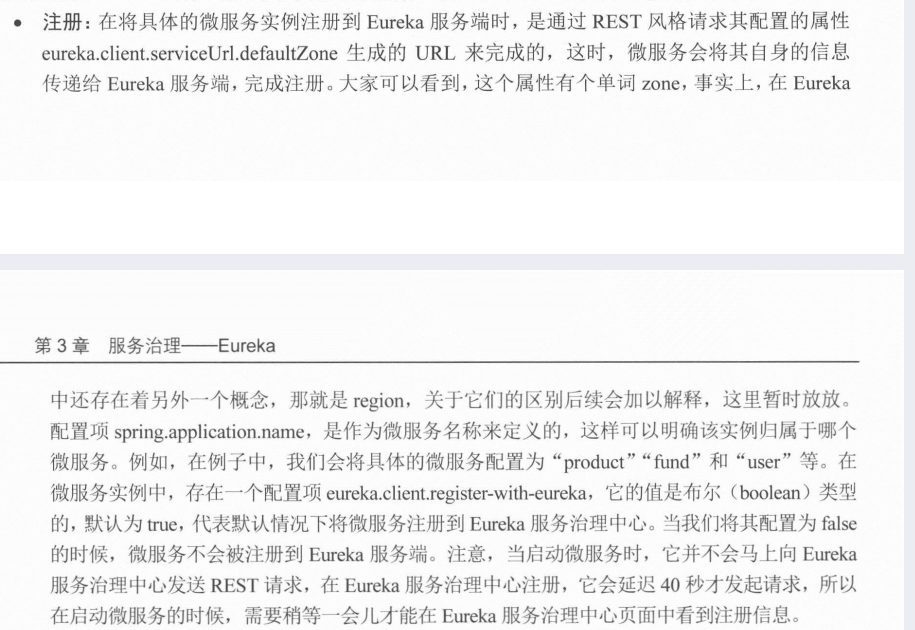 • 注册：在将具体的微服务实例注册到 Eureka 服务端时，是通过 REST 风格请求其配置的属性
eureka.client.serviceUrl.defaultZone 生成的 URL 来完成的，这时，微服务会将其自身的信息
传递给 Eureka 服务端，完成注册。大家可以看到，这个属性有个单词 zone，事实上，在 Eureka
第 3 章 服务治理——Eureka
中还存在着另外一个概念，那就是 region，关于它们的区别后续会加以解释，这里暂时放放。
配置项 spring.application.name，是作为微服务名称来定义的，这样可以明确该实例归属于哪个
微服务。例如，在例子中，我们会将具体的微服务配置为“product”“fund”和“user”等。在
微服务实例中，存在一个配置项 eureka.client.register-with-eureka，它的值是布尔（boolean）类型
的，默认为 true，代表默认情况下将微服务注册到 Eureka 服务治理中心。当我们将其配置为 false
的时候，微服务不会被注册到 Eureka 服务端。注意，当启动微服务时，它并不会马上向 Eureka
服务治理中心发送 REST 请求，在 Eureka 服务治理中心注册，它会延迟 40 秒才发起请求，所以
在启动微服务的时候，需要稍等一会儿才能在 Eureka 服务治理中心页面中看到注册信息。